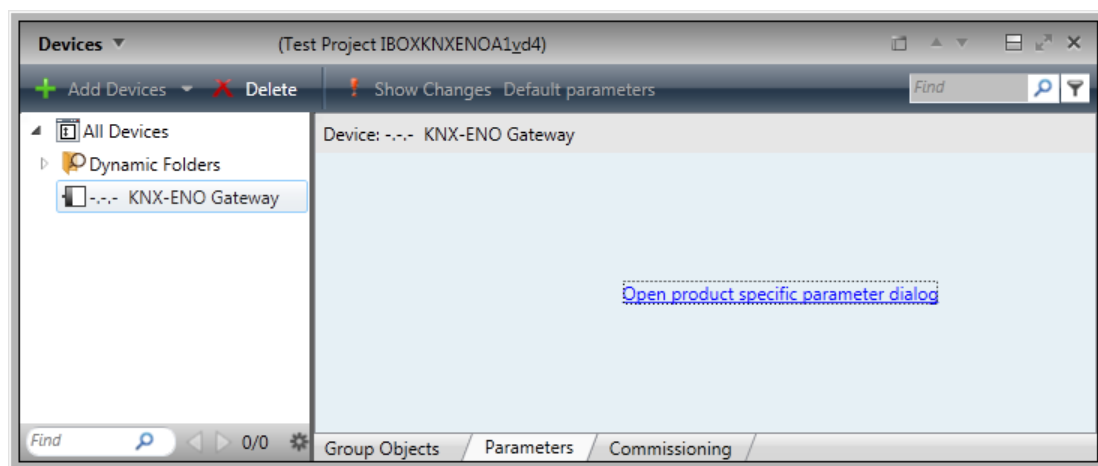 Devices (Test Project IBOXKNXENOA1vd4)
Add Devices Delete Show Changes Default parameters Find
All Devices
Dynamic Folders
-.-.- KNX-ENO Gateway
Device: -.-.- KNX-ENO Gateway
Open product specific parameter dialog
Find 0/0
Group Objects Parameters Commissioning